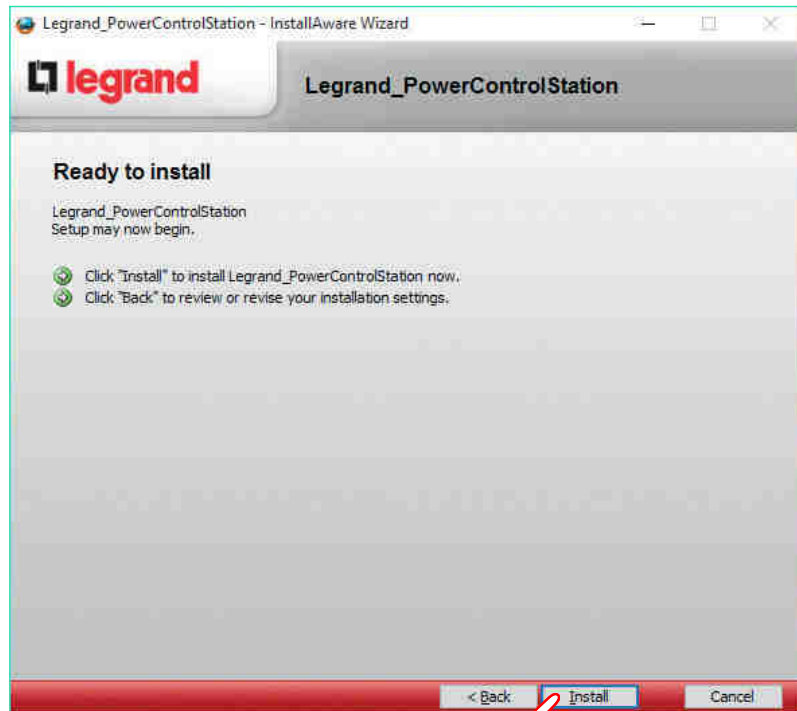 Legrand_PowerControlStation - InstallAware Wizard
legrand
Legrand_PowerControlStation
Ready to install
Legrand_PowerControlStation
Setup may now begin.
Click "Install" to install Legrand_PowerControlStation now.
Click "Back" to review or revise your installation settings.
< Back
Install
Cancel